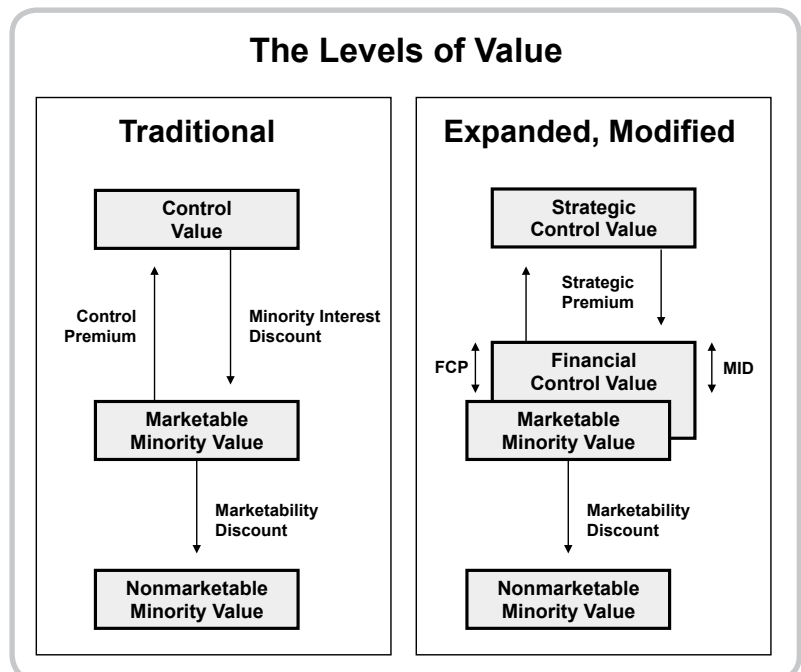 The Levels of Value
Traditional
Control
Value
Control
Premium
Minority Interest
Discount
Marketable
Minority Value
Marketability
Discount
Nonmarketable
Minority Value
Expanded, Modified
Strategic
Control Value
Strategic
Premium
FCP
Financial
Control Value
MID
Marketable
Minority Value
Marketability
Discount
Nonmarketable
Minority Value